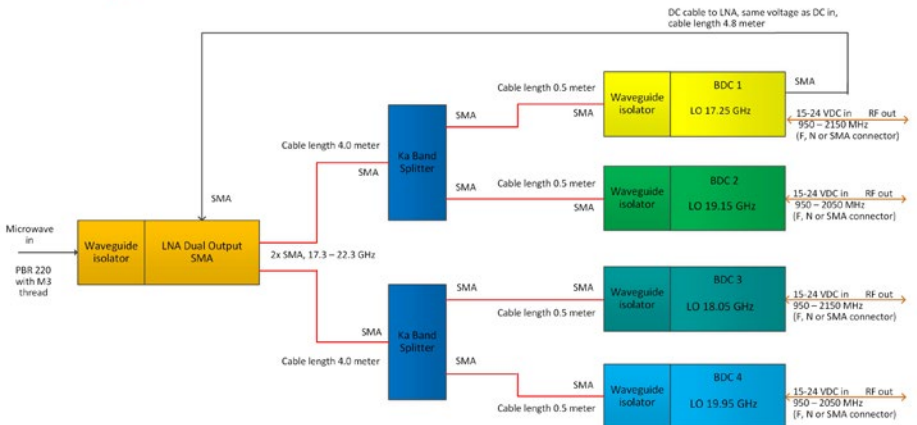 DC cable to LNA, same voltage as DC in,
cable length 4.8 meter
SMA
Cable length 0.5 meter
SMA
SMA
Waveguide
isolator
BDC 1
LO 17.25 GHz
15-24 VDC in RF out
950 – 2150 MHz
(F, N or SMA connector)
Cable length 4.0 meter
SMA
Ka Band
Splitter
SMA
Cable length 0.5 meter
SMA
Waveguide
isolator
BDC 2
LO 19.15 GHz
15-24 VDC in RF out
950 – 2050 MHz
(F, N or SMA connector)
SMA
Microwave
in
PBR 220
with M3
thread
Waveguide
isolator
LNA Dual Output
SMA
2x SMA, 17.3 – 22.3 GHz
SMA
Cable length 4.0 meter
Ka Band
Splitter
SMA
SMA
Cable length 0.5 meter
Waveguide
isolator
BDC 3
LO 18.05 GHz
15-24 VDC in RF out
950 – 2150 MHz
(F, N or SMA connector)
SMA
SMA
Cable length 0.5 meter
Waveguide
isolator
BDC 4
LO 19.95 GHz
15-24 VDC in RF out
950 – 2050 MHz
(F, N or SMA connector)